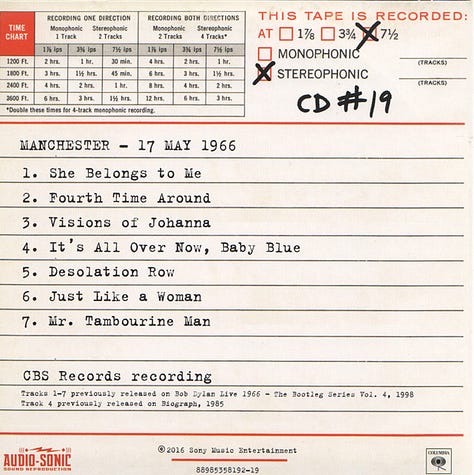 TIME CHART
RECORDING ONE DIRECTION
RECORDING BOTH DIRECTIONS
Monophonic 1 Track
Stereophonic 2 Tracks
Monophonic 2 Tracks
Stereophonic 4 Tracks*
1⅞ ips 3¾ ips 7½ ips 1⅞ ips 3¾ ips 7½ ips
1200 Ft. 2 hrs. 1 hr. 30 min. 4 hrs. 2 hrs. 1 hr.
1800 Ft. 3 hrs. 1½ hrs. 45 min. 6 hrs. 3 hrs. 1½ hrs.
2400 Ft. 4 hrs. 2 hrs. 1 hr. 8 hrs. 4 hrs. 2 hrs.
3600 Ft. 6 hrs. 3 hrs. 1½ hrs. 12 hrs. 6 hrs. 3 hrs.
*Double these times for 4-track monophonic recording.
THIS TAPE IS RECORDED:
AT 1⅞ 3¾ 7½
MONOPHONIC
(TRACKS)
STEREOPHONIC
(TRACKS)
CD #19
MANCHESTER - 17 MAY 1966
1. She Belongs to Me
2. Fourth Time Around
3. Visions of Johanna
4. It's All Over Now, Baby Blue
5. Desolation Row
6. Just Like a Woman
7. Mr. Tambourine Man
CBS Records recording
Tracks 1-7 previously released on Bob Dylan Live 1966 - The Bootleg Series Vol. 4, 1998
Track 4 previously released on Biograph, 1985
AUDIO-SONIC
SOUND REPRODUCTION
℗2016 Sony Music Entertainment
88985358192-19
COLUMBIA